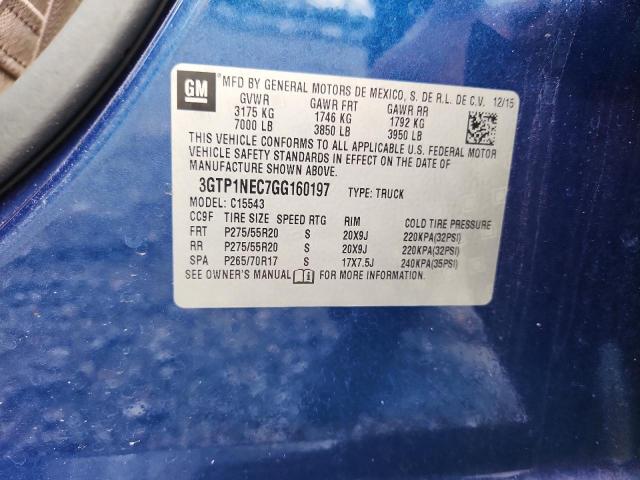 GM
MFD BY GENERAL MOTORS DE MEXICO, S. DE R.L. DE C.V. 12/15
GVWR GAWR FRT GAWR RR
3175 KG 1746 KG 1792 KG
7000 LB 3850 LB 3950 LB
THIS VEHICLE CONFORMS TO ALL APPLICABLE U.S. FEDERAL MOTOR
VEHICLE SAFETY STANDARDS IN EFFECT ON THE DATE OF
MANUFACTURE SHOWN ABOVE.
3GTP1NEC7GG160197 TYPE: TRUCK
MODEL: C15543
CC9F TIRE SIZE SPEED RTG RIM COLD TIRE PRESSURE
FRT P275/55R20 S 20X9J 220KPA(32PSI)
RR P275/55R20 S 20X9J 220KPA(32PSI)
SPA P265/70R17 S 17X7.5J 240KPA(35PSI)
SEE OWNER'S MANUAL FOR MORE INFORMATION.